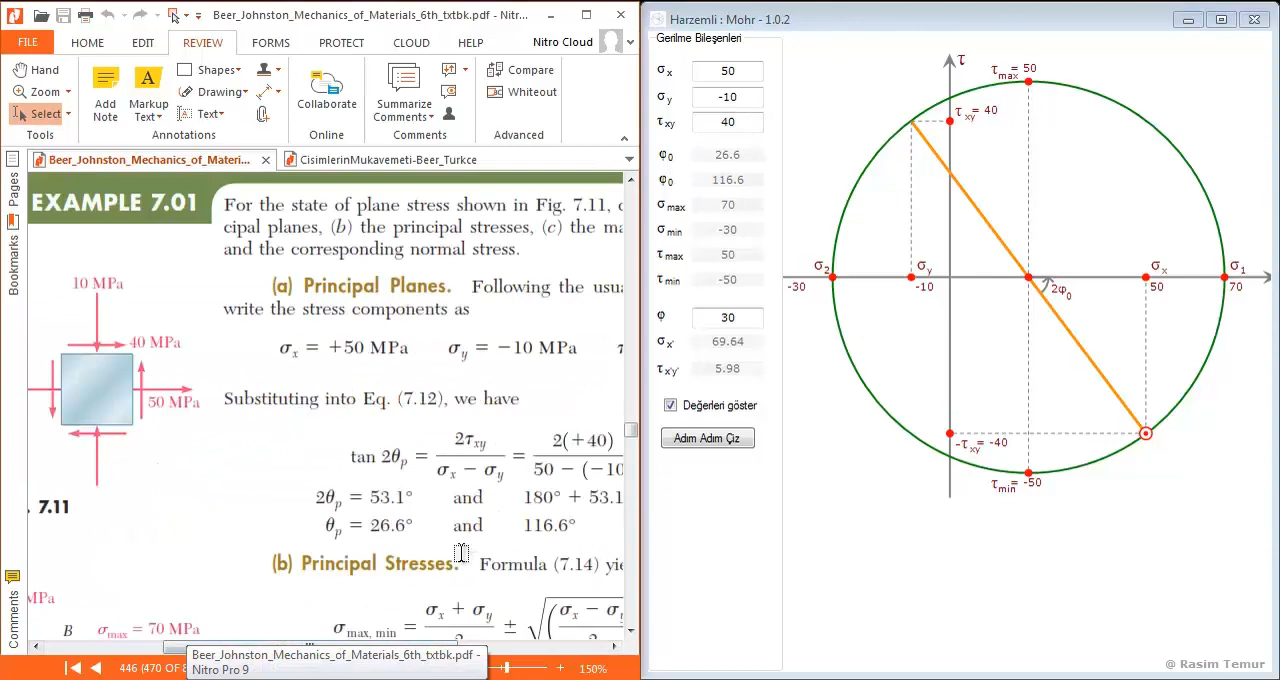 Beer_Johnston_Mechanics_of_Materials_6th_txtbk.pdf - Nitr...
FILE
HOME
EDIT
REVIEW
FORMS
PROTECT
CLOUD
HELP
Nitro Cloud
Hand
Zoom
Select
Tools
Add Note
Markup Text
Shapes
Drawing
Text
Annotations
Collaborate
Online
Summarize Comments
Comments
Compare
Whiteout
Advanced
Beer_Johnston_Mechanics_of_Materi...
CisimlerinMukavemeti-Beer_Turkce
Pages
Bookmarks
Comments
EXAMPLE 7.01
For the state of plane stress shown in Fig. 7.11,
cipal planes, (b) the principal stresses, (c) the
and the corresponding normal stress.
(a) Principal Planes. Following the
write the stress components as
σx = +50 MPa σy = −10 MPa
Substituting into Eq. (7.12), we have
tan 2θp = 2τxy / σx − σy = 2(+40) / 50 − (−10
2θp = 53.1° and 180° + 53.1
θp = 26.6° and 116.6°
(b) Principal Stresses. Formula (7.14)
σmax, min = σx + σy / 2 ± √((σx − σy / 2
10 MPa
40 MPa
50 MPa
. 7.11
MPa
B σmax = 70 MPa
Beer_Johnston_Mechanics_of_Materials_6th_txtbk.pdf -
Nitro Pro 9
446 (470 OF 8
150%
Harzemli : Mohr - 1.0.2
Gerilme Bileşenleri
σx 50
σy -10
τxy 40
φ0 26.6
φ0 116.6
σmax 70
σmin -30
τmax 50
τmin -50
φ 30
σx' 69.64
τx'y' 5.98
Değerleri göster
Adım Adım Çiz
τ
τmax= 50
τxy= 40
σ2
σy
σx
σ1
-30
-10
2φ0
50
70
-τxy= -40
τmin= -50
@ Rasim Temur